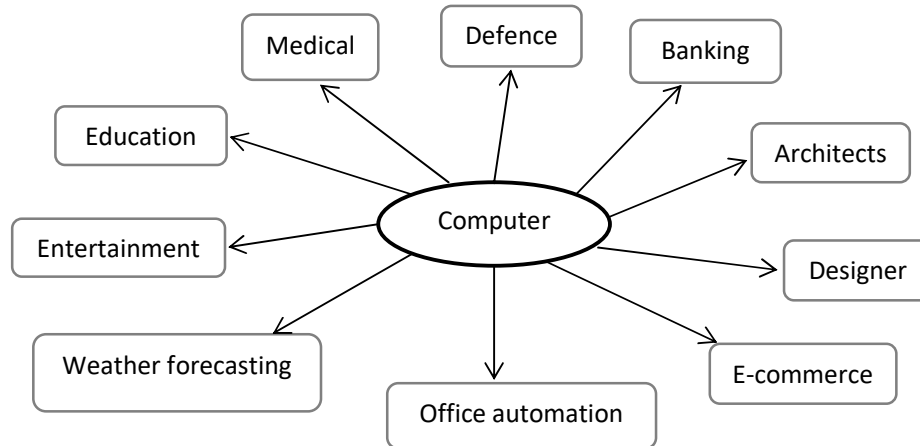 Defence
Medical
Banking
Education
Architects
Computer
Entertainment
Designer
Weather forecasting
E-commerce
Office automation